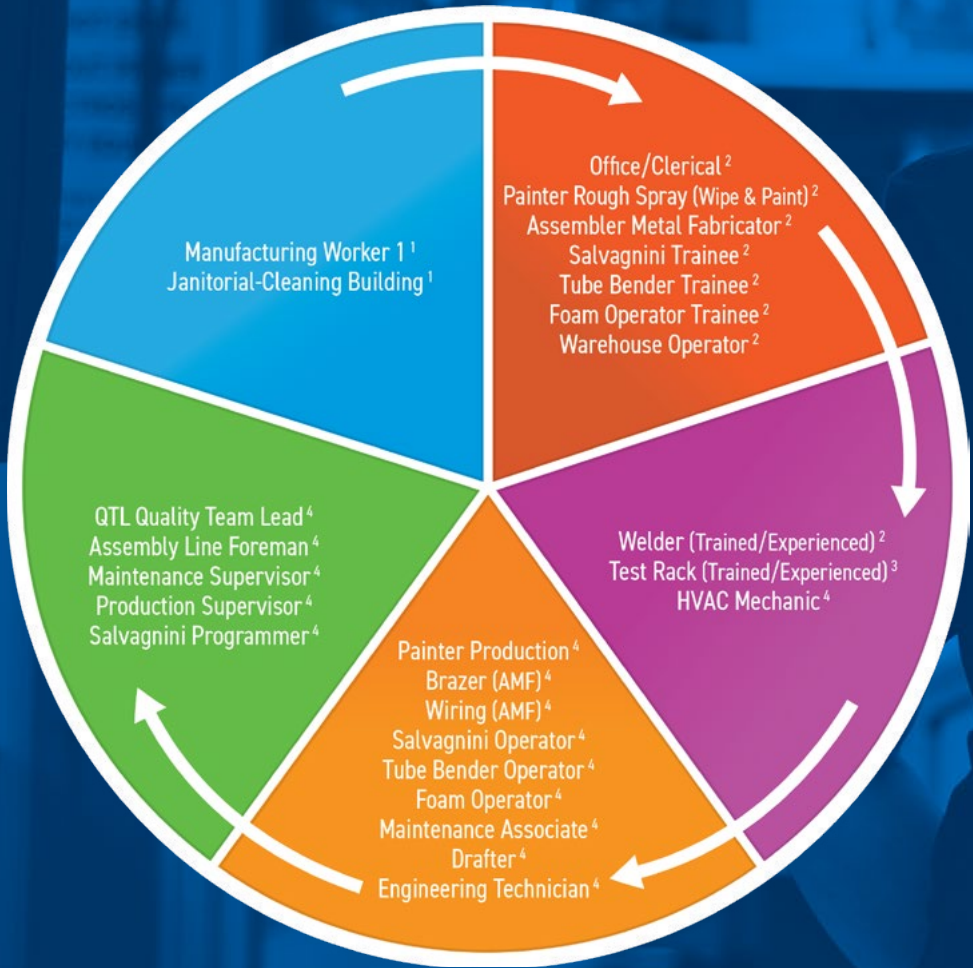 Manufacturing Worker 1 ¹
Janitorial-Cleaning Building ¹
Office/Clerical ²
Painter Rough Spray (Wipe & Paint) ²
Assembler Metal Fabricator ²
Salvagnini Trainee ²
Tube Bender Trainee ²
Foam Operator Trainee ²
Warehouse Operator ²
Welder (Trained/Experienced) ²
Test Rack (Trained/Experienced) ³
HVAC Mechanic ⁴
Painter Production ⁴
Brazer (AMF) ⁴
Wiring (AMF) ⁴
Salvagnini Operator ⁴
Tube Bender Operator ⁴
Foam Operator ⁴
Maintenance Associate ⁴
Drafter ⁴
Engineering Technician ⁴
QTL Quality Team Lead ⁴
Assembly Line Foreman ⁴
Maintenance Supervisor ⁴
Production Supervisor ⁴
Salvagnini Programmer ⁴